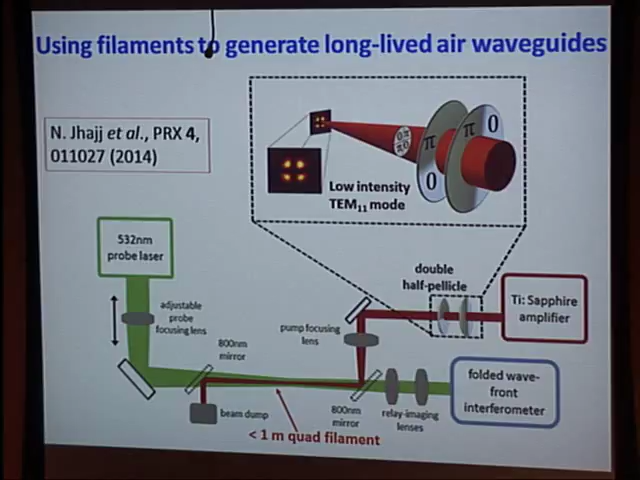 Using filaments to generate long-lived air waveguides
N. Jhajj et al., PRX 4,
011027 (2014)
0π
π0
π
0
π
0
Low intensity
TEM11 mode
532nm
probe laser
adjustable
probe
focusing lens
800nm
mirror
double
half-pellicle
Ti: Sapphire
amplifier
pump focusing
lens
folded wave-
front
interferometer
beam dump
800nm
mirror
relay-imaging
lenses
< 1 m quad filament